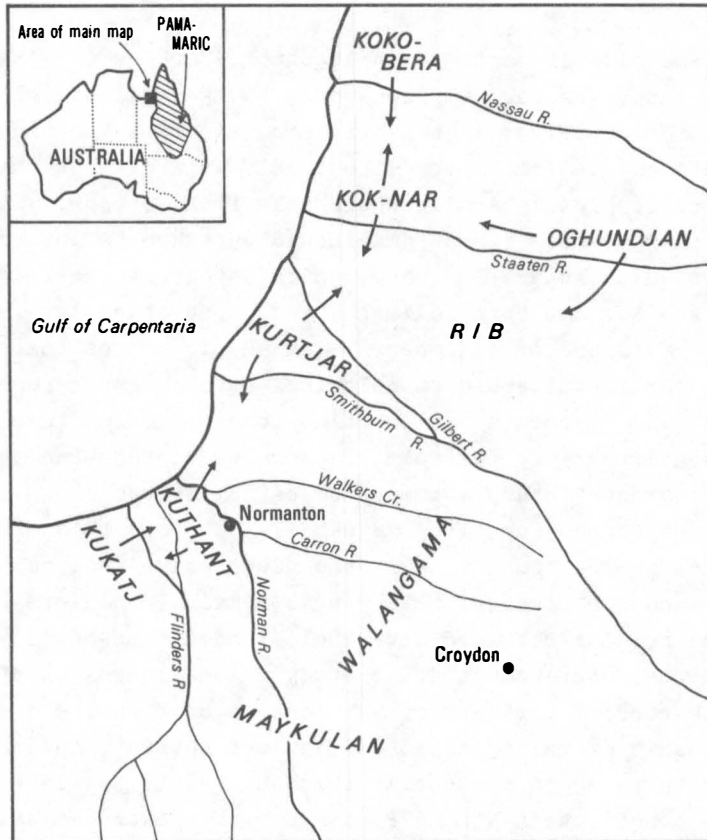 Area of main map
PAMA-
MARIC
AUSTRALIA
KOKO-
BERA
Nassau R.
KOK-NAR
OGHUNDJAN
Staaten R.
Gulf of Carpentaria
RIB
KURTJAR
Smithburn R.
Gilbert R.
Walkers Cr.
KUTHANT
Normanton
KUKATJ
Carron R
WALANGAMA
Norman R.
Flinders R
Croydon
MAYKULAN